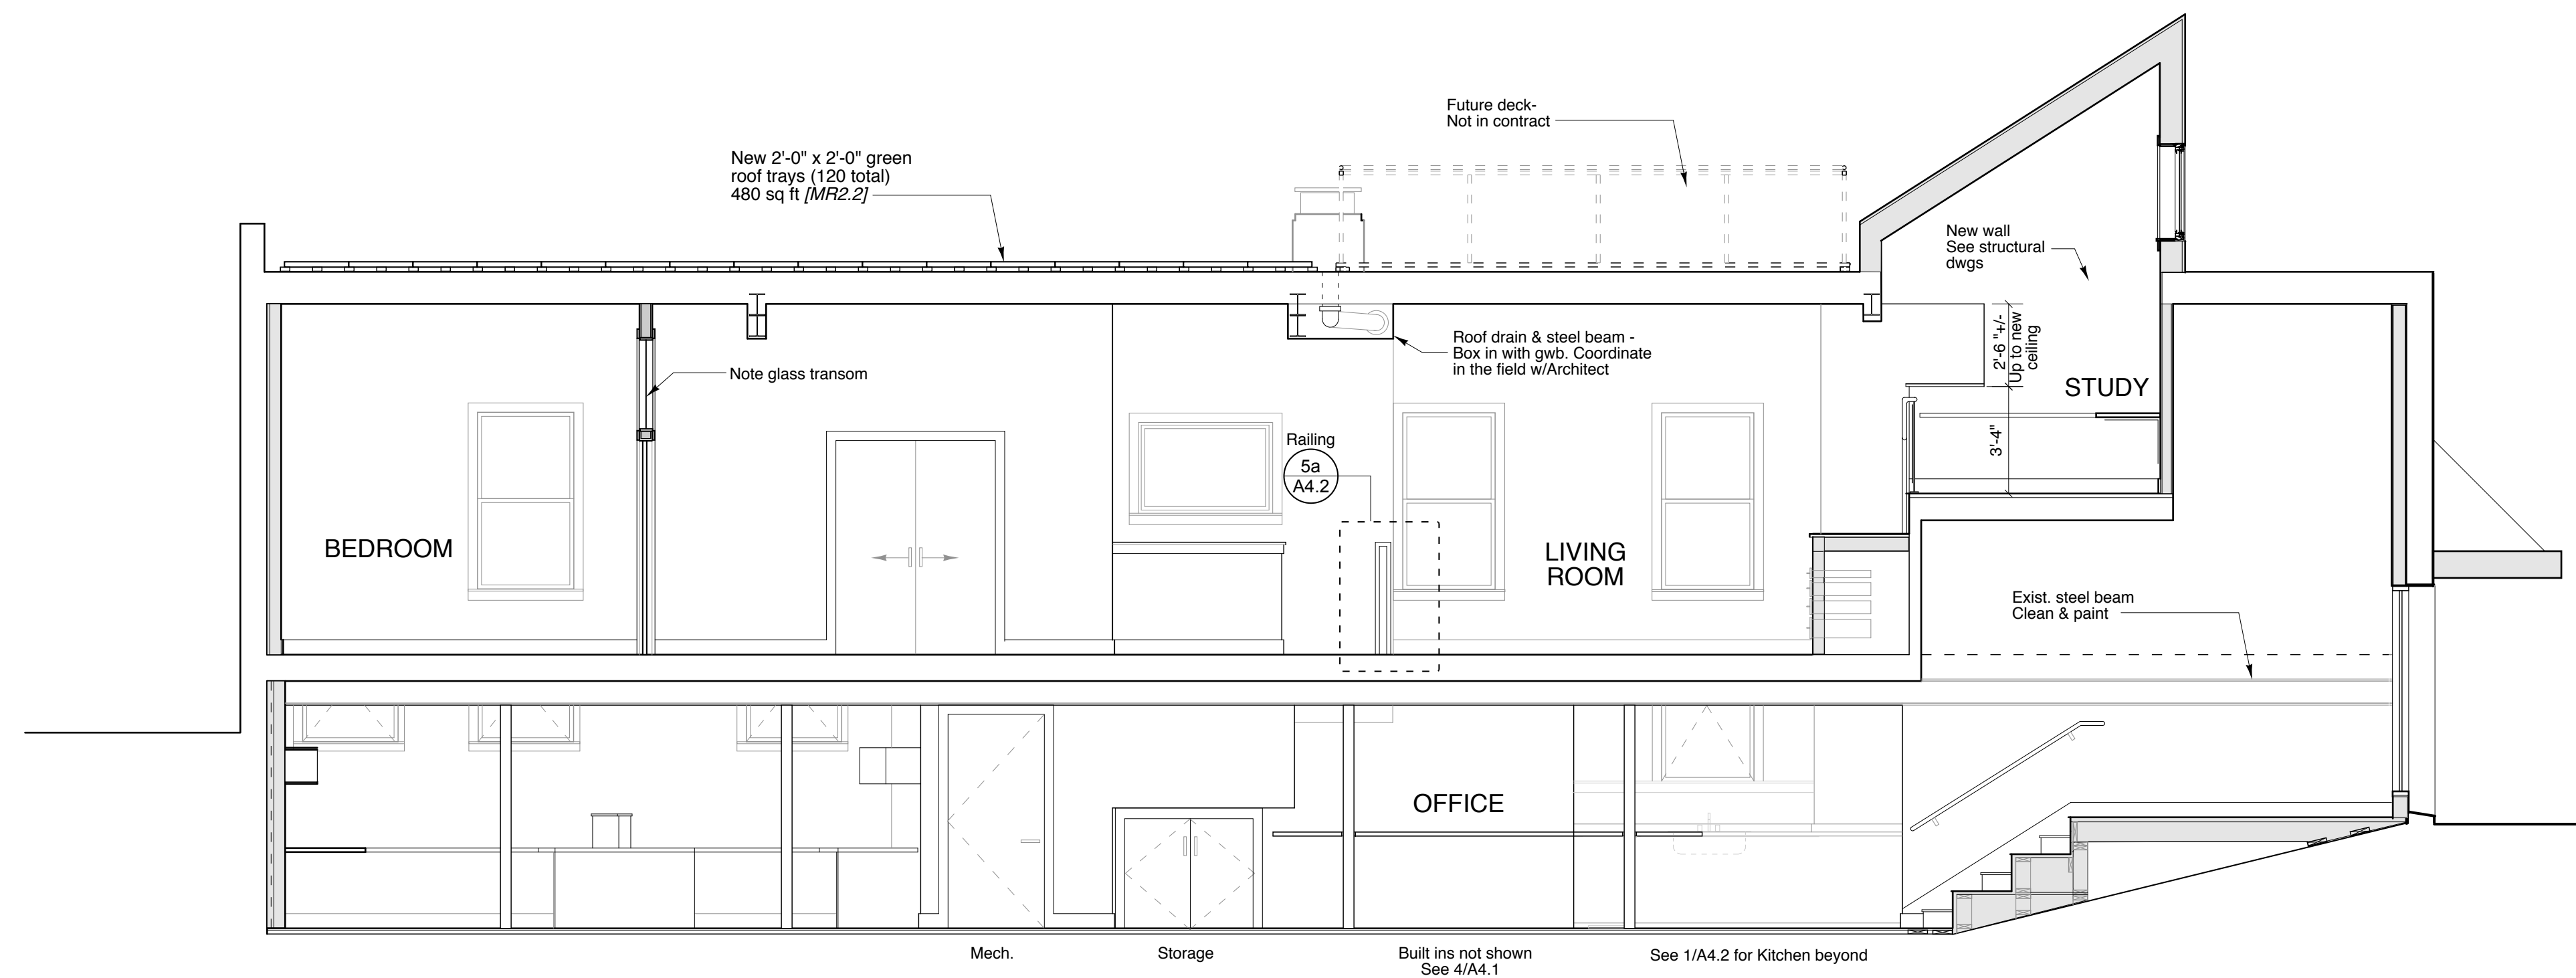 Future deck-
Not in contract
New 2'-0" x 2'-0" green
roof trays (120 total)
480 sq ft [MR2.2]
New wall
See structural
dwgs
Roof drain & steel beam -
Box in with gwb. Coordinate
in the field w/Architect
2'-6 "+/-
Up to new
ceiling
Note glass transom
STUDY
Railing
5a
A4.2
3'-4"
BEDROOM
LIVING
ROOM
Exist. steel beam
Clean & paint
OFFICE
Mech.
Storage
Built ins not shown
See 4/A4.1
See 1/A4.2 for Kitchen beyond